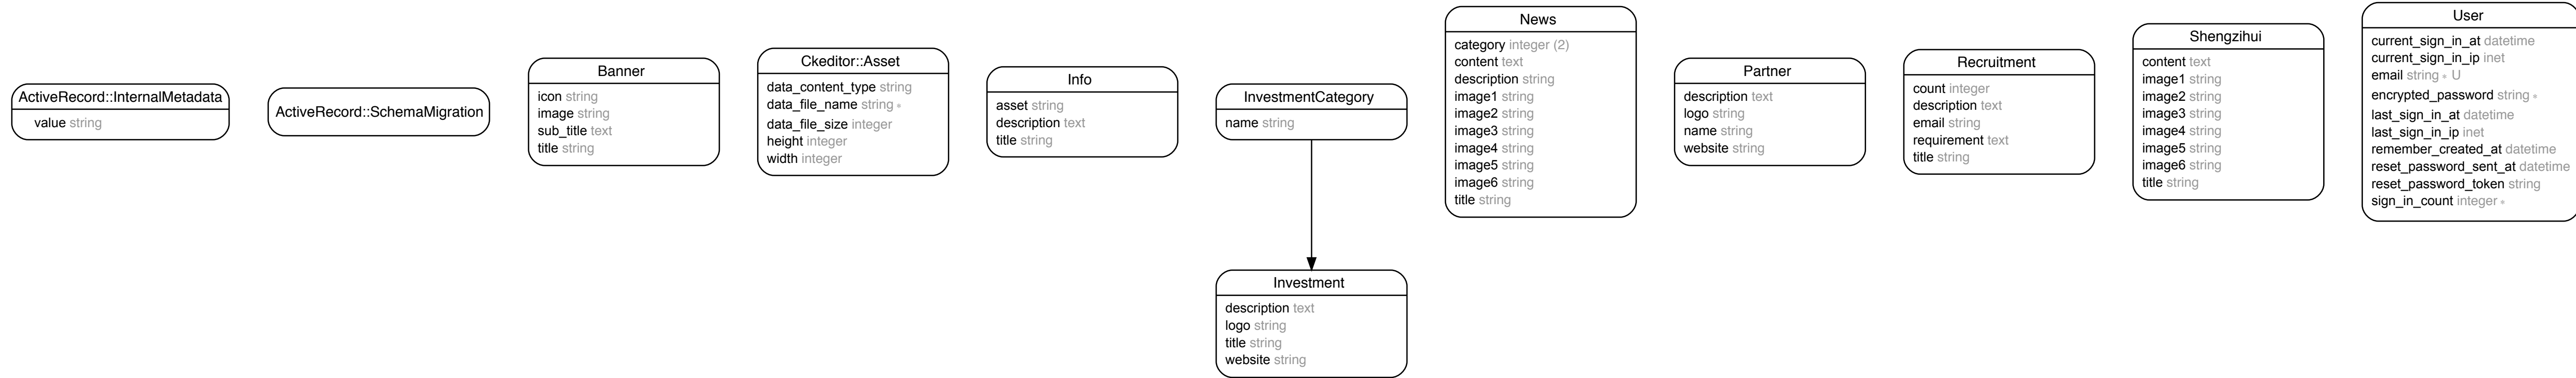 ActiveRecord::InternalMetadata
value string
ActiveRecord::SchemaMigration
Banner
icon string
image string
sub_title text
title string
Ckeditor::Asset
data_content_type string
data_file_name string *
data_file_size integer
height integer
width integer
Info
asset string
description text
title string
InvestmentCategory
name string
Investment
description text
logo string
title string
website string
News
category integer (2)
content text
description string
image1 string
image2 string
image3 string
image4 string
image5 string
image6 string
title string
Partner
description text
logo string
name string
website string
Recruitment
count integer
description text
email string
requirement text
title string
Shengzihui
content text
image1 string
image2 string
image3 string
image4 string
image5 string
image6 string
title string
User
current_sign_in_at datetime
current_sign_in_ip inet
email string * U
encrypted_password string *
last_sign_in_at datetime
last_sign_in_ip inet
remember_created_at datetime
reset_password_sent_at datetime
reset_password_token string
sign_in_count integer *